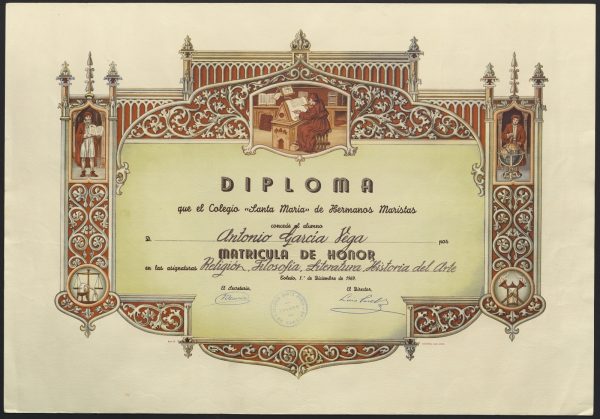 DIPLOMA
que el Colegio «Santa María» de Hermanos Maristas
concede al alumno
D. Antonio García Vega por
MATRICULA DE HONOR
en las asignaturas Religión, Filosofía, Literatura, Historia del Arte
Toledo, 1.º de Diciembre de 1969.
El Secretario, El Director,